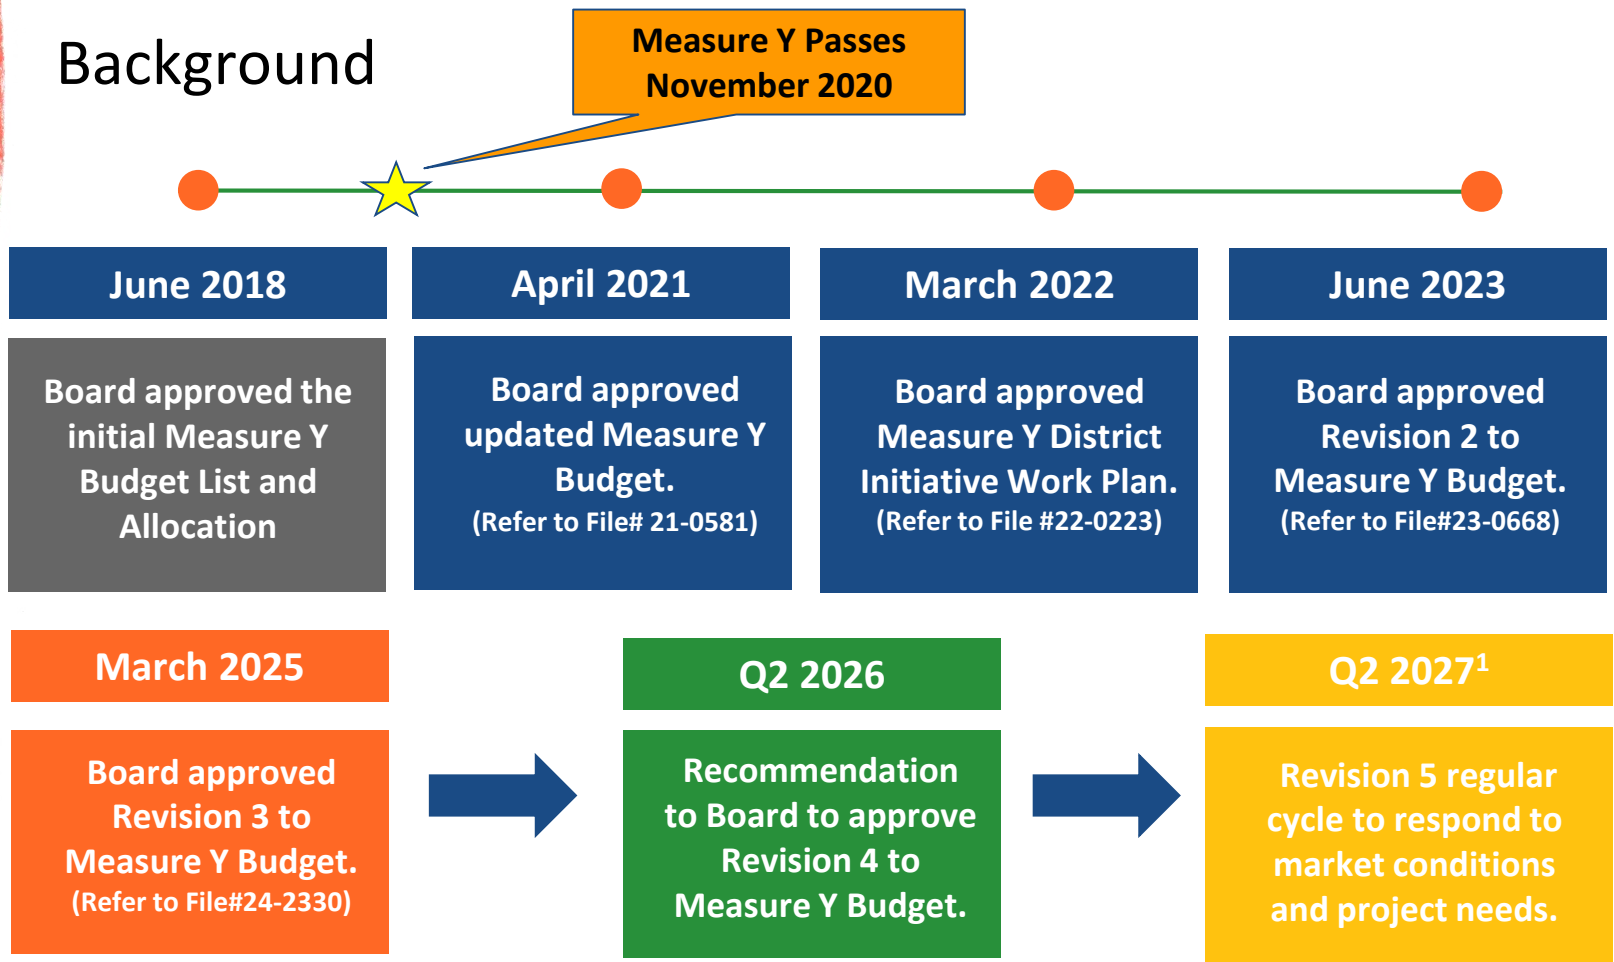 Background
Measure Y Passes
November 2020
June 2018
Board approved the
initial Measure Y
Budget List and
Allocation
April 2021
Board approved
updated Measure Y
Budget.
(Refer to File# 21-0581)
March 2022
Board approved
Measure Y District
Initiative Work Plan.
(Refer to File #22-0223)
June 2023
Board approved
Revision 2 to
Measure Y Budget.
(Refer to File#23-0668)
March 2025
Board approved
Revision 3 to
Measure Y Budget.
(Refer to File#24-2330)
Q2 2026
Recommendation
to Board to approve
Revision 4 to
Measure Y Budget.
Q2 2027¹
Revision 5 regular
cycle to respond to
market conditions
and project needs.